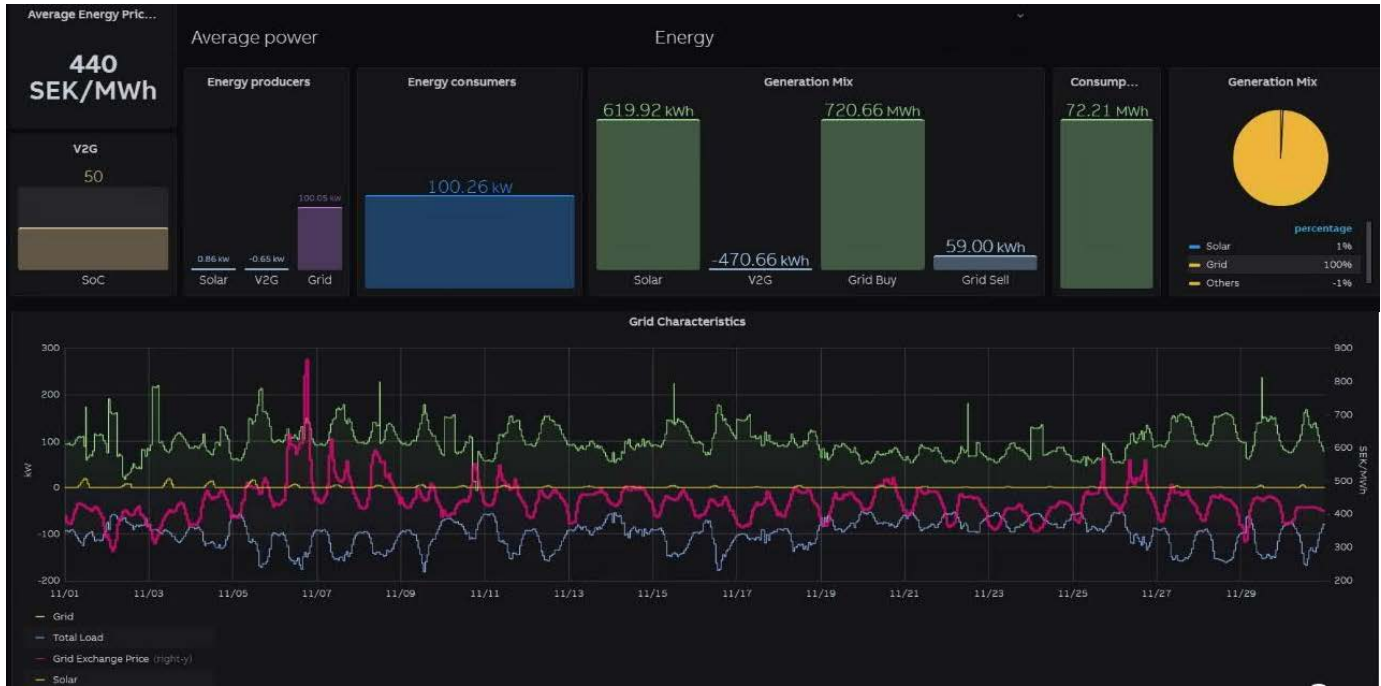 Average Energy Pric...
440
SEK/MWh
V2G
50
SoC
Average power
Energy
Energy producers
100.05 kW
0.86 kW
-0.65 kW
Solar
V2G
Grid
Energy consumers
100.26 kW
Generation Mix
619.92 kWh
720.66 MWh
-470.66 kWh
59.00 kWh
Solar
V2G
Grid Buy
Grid Sell
Consump...
72.21 MWh
Generation Mix
percentage
Solar
1%
Grid
100%
Others
-1%
Grid Characteristics
300
200
100
0
-100
-200
kW
900
800
700
600
500
400
300
200
SEK/MWh
11/01
11/03
11/05
11/07
11/09
11/11
11/13
11/15
11/17
11/19
11/21
11/23
11/25
11/27
11/29
Grid
Total Load
Grid Exchange Price (right-y)
Solar